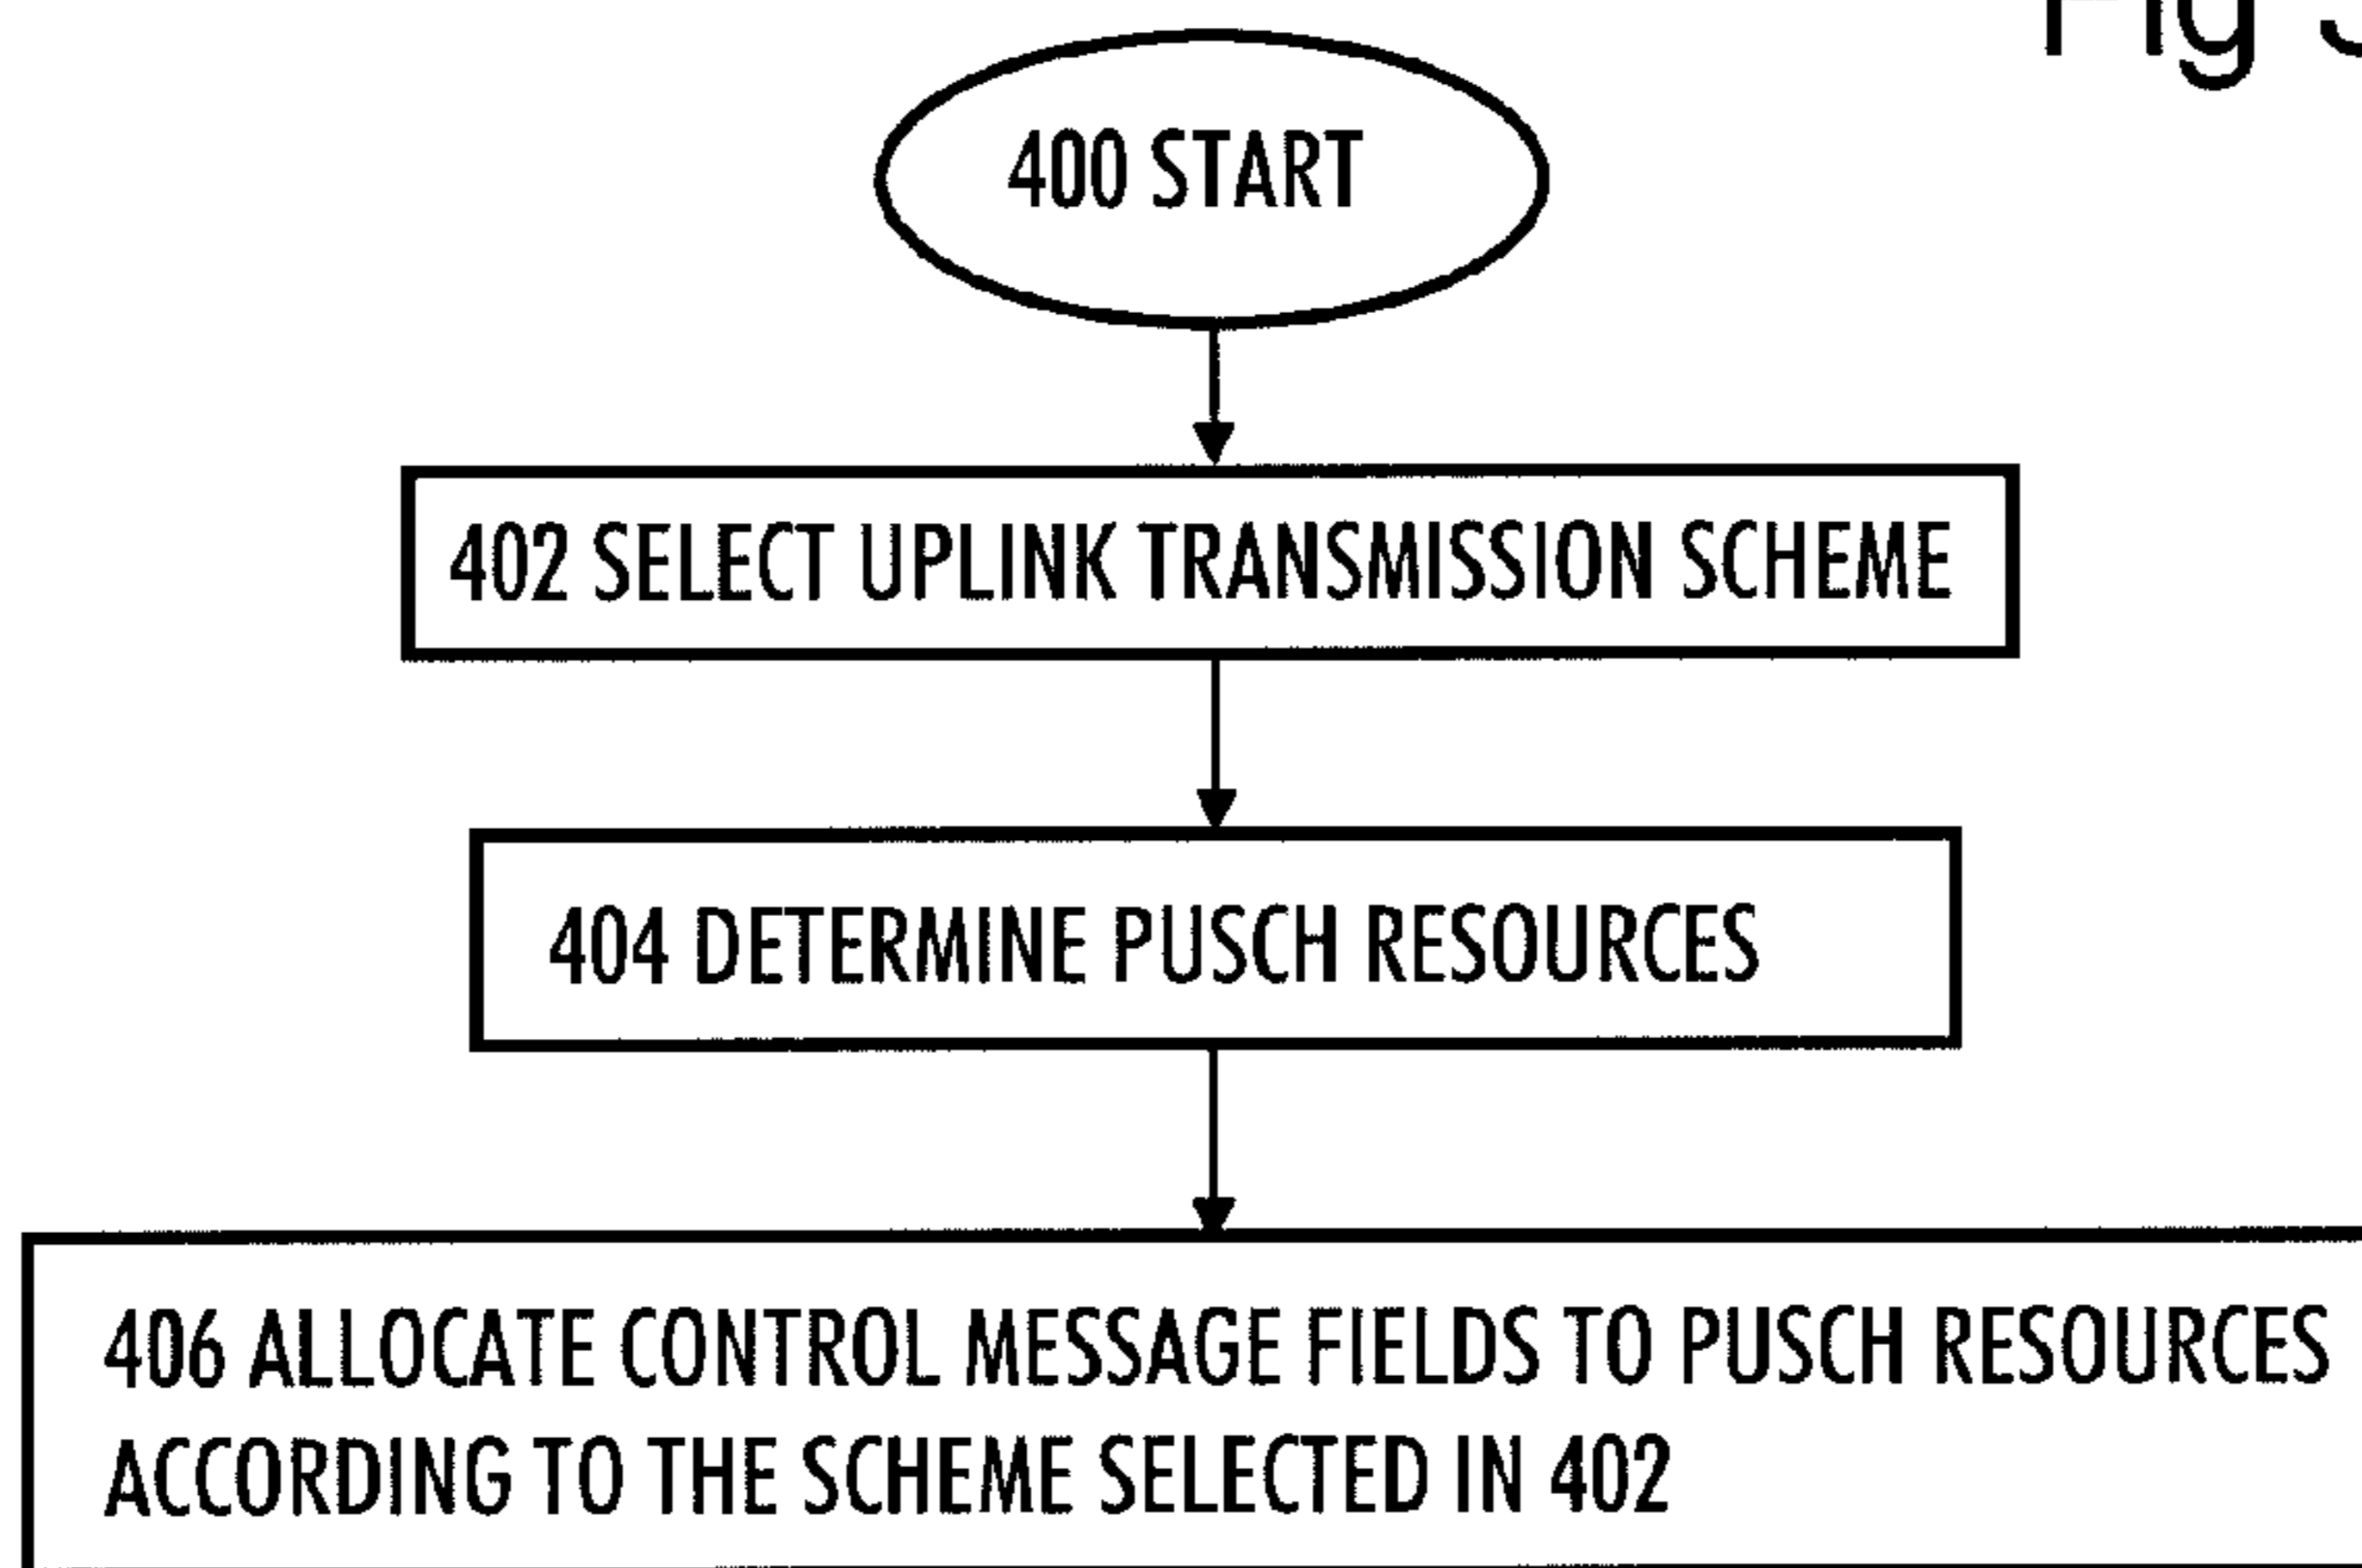 Fig
400 START
402 SELECT UPLINK TRANSMISSION SCHEME
404 DETERMINE PUSCH RESOURCES
406 ALLOCATE CONTROL MESSAGE FIELDS TO PUSCH RESOURCES
ACCORDING TO THE SCHEME SELECTED IN 402